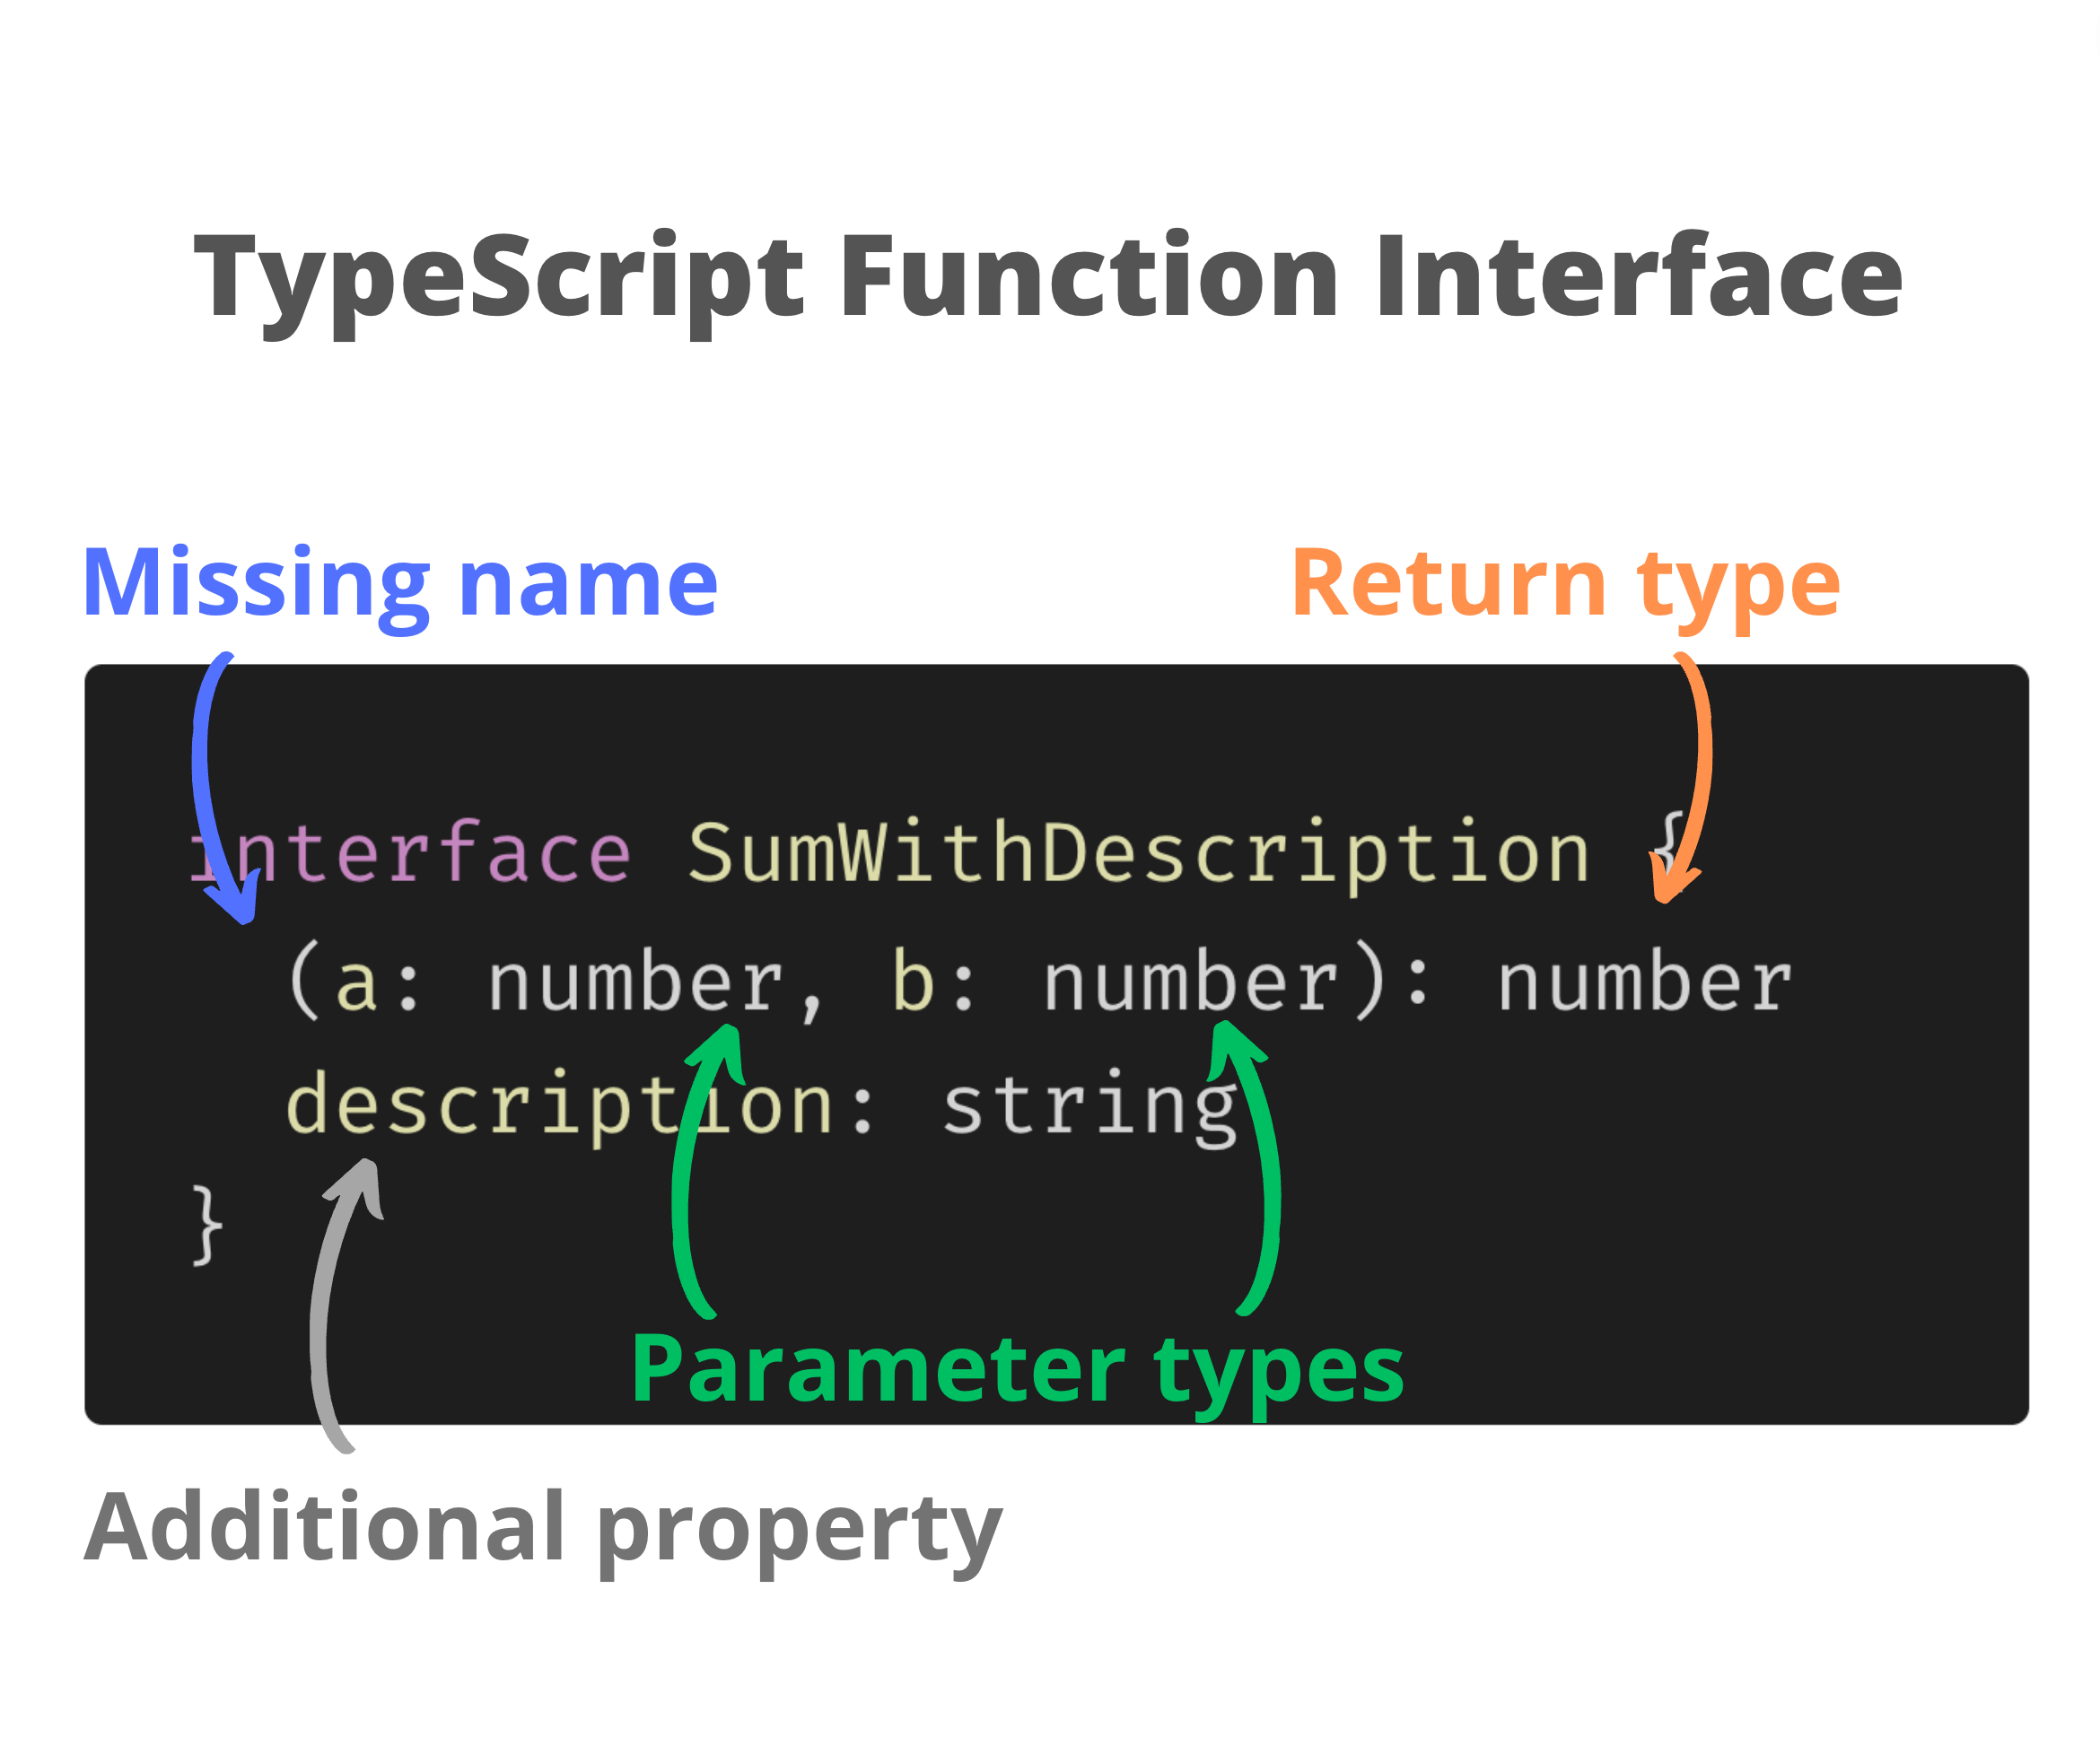 TypeScript Function Interface
Missing name
Return type
interface SumWithDescription {
(a: number, b: number): number
description: string
}
Parameter types
Additional property